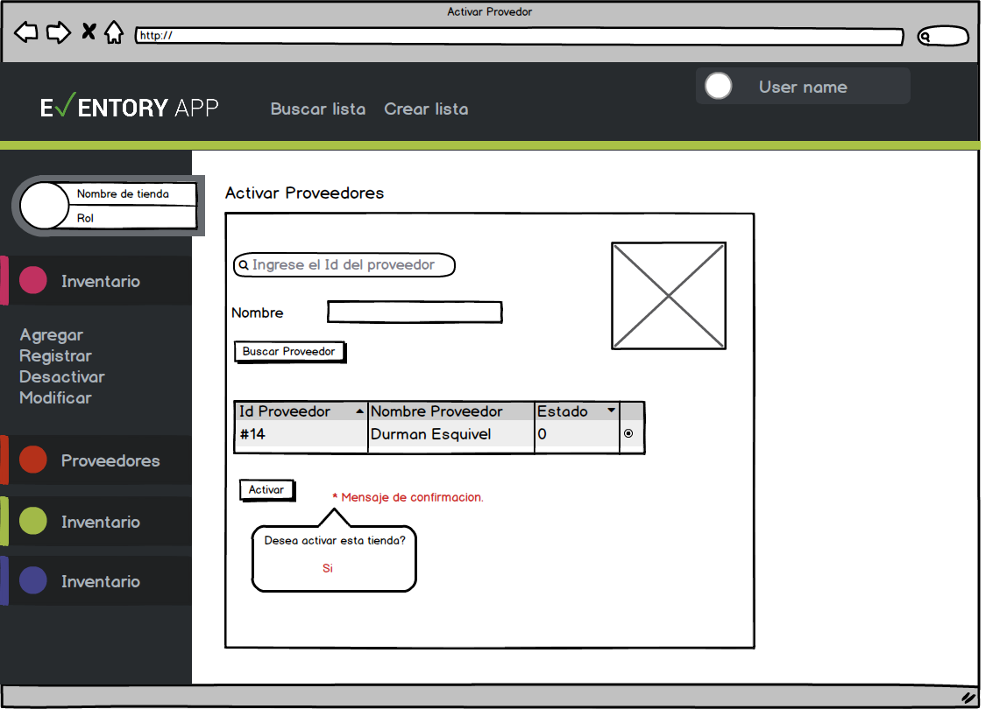 Activar Provedor
http://
User name
E✓ENTORY APP
Buscar lista Crear lista
Nombre de tienda
Rol
Inventario
Agregar
Registrar
Desactivar
Modificar
Proveedores
Inventario
Inventario
Activar Proveedores
Ingrese el Id del proveedor
Nombre
Buscar Proveedor
Id Proveedor Nombre Proveedor Estado
#14 Durman Esquivel 0
Activar
* Mensaje de confirmacion.
Desea activar esta tienda?
Si